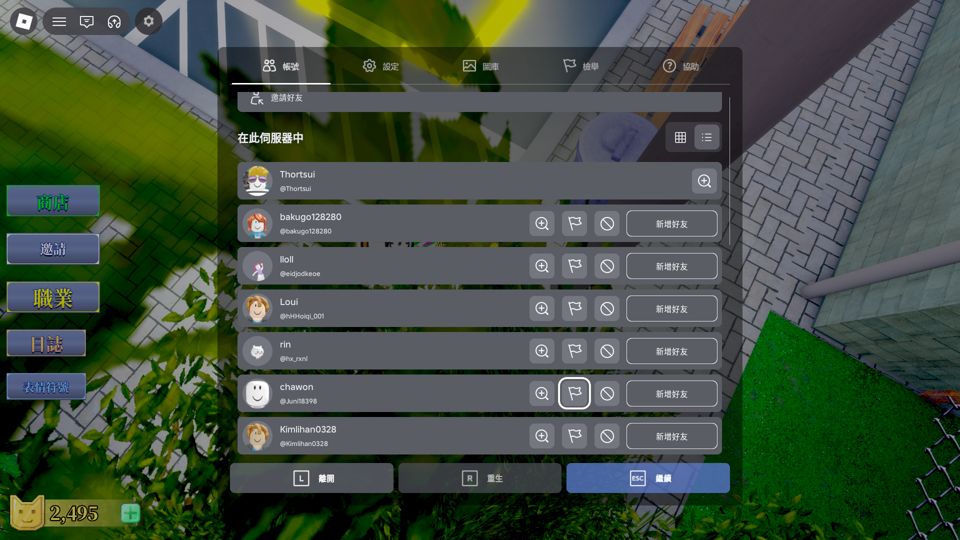 帳號
設定
圖庫
檢舉
協助
邀請好友
在此伺服器中
Thortsui
@Thortsui
bakugo128280
@bakugo128280
新增好友
lloll
@eidjodkeoe
新增好友
Loui
@hHHoiqi_001
新增好友
rin
@hx_rxnl
新增好友
chawon
@Juni18398
新增好友
Kimlihan0328
@Kimlihan0328
新增好友
L 離開
R 重生
ESC 繼續
商店
邀請
職業
日誌
表情符號
2,495